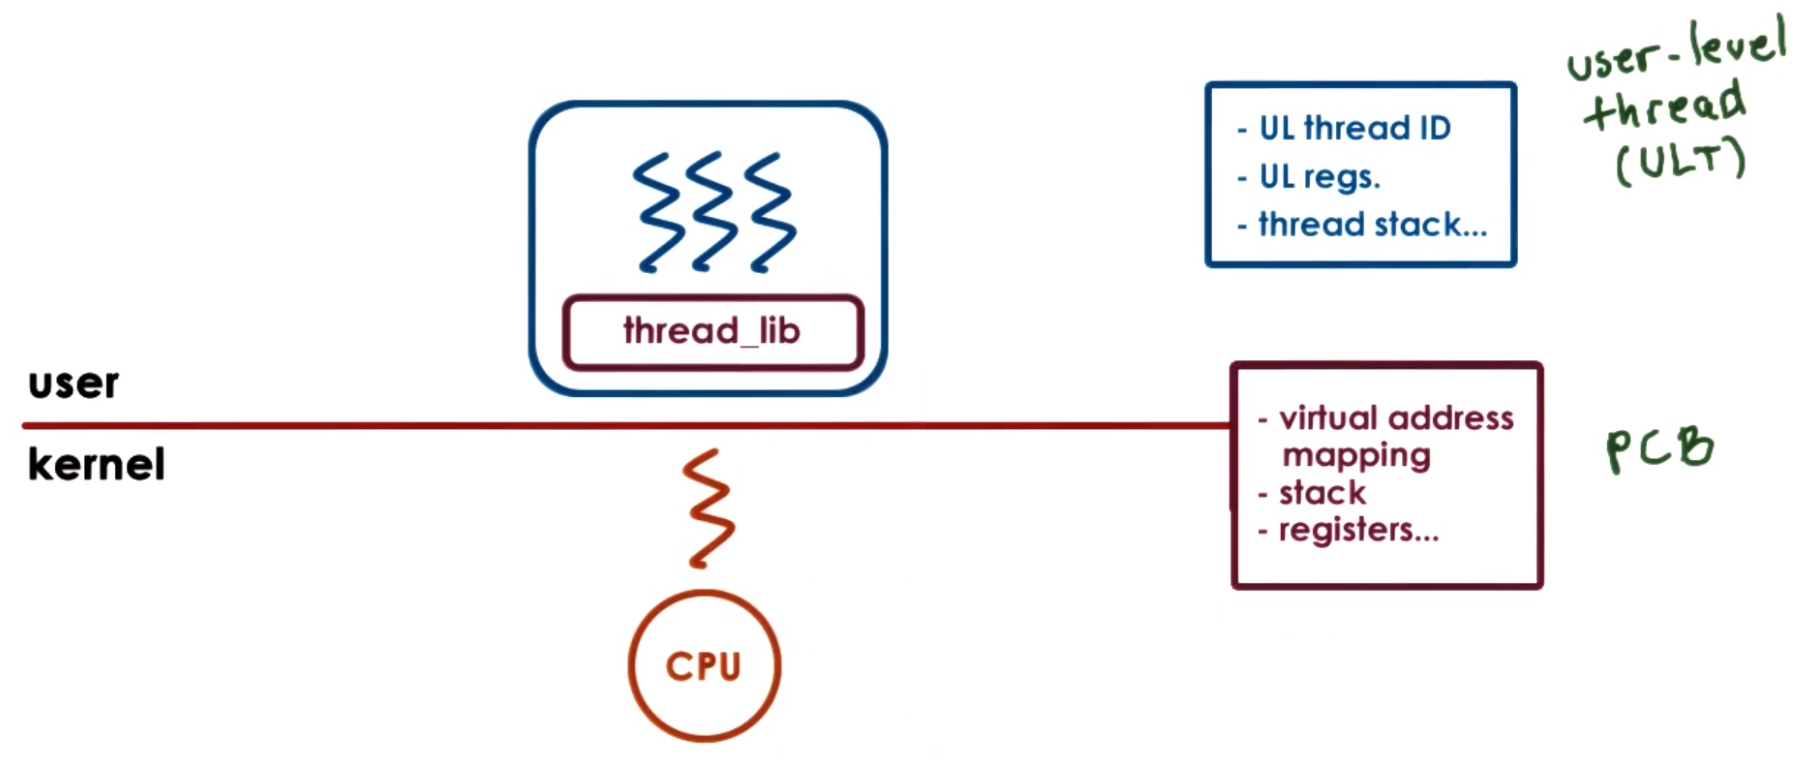 user-level
thread
(ULT)
- UL thread ID
- UL regs.
- thread stack...
thread_lib
user
kernel
- virtual address
mapping
- stack
- registers...
PCB
CPU